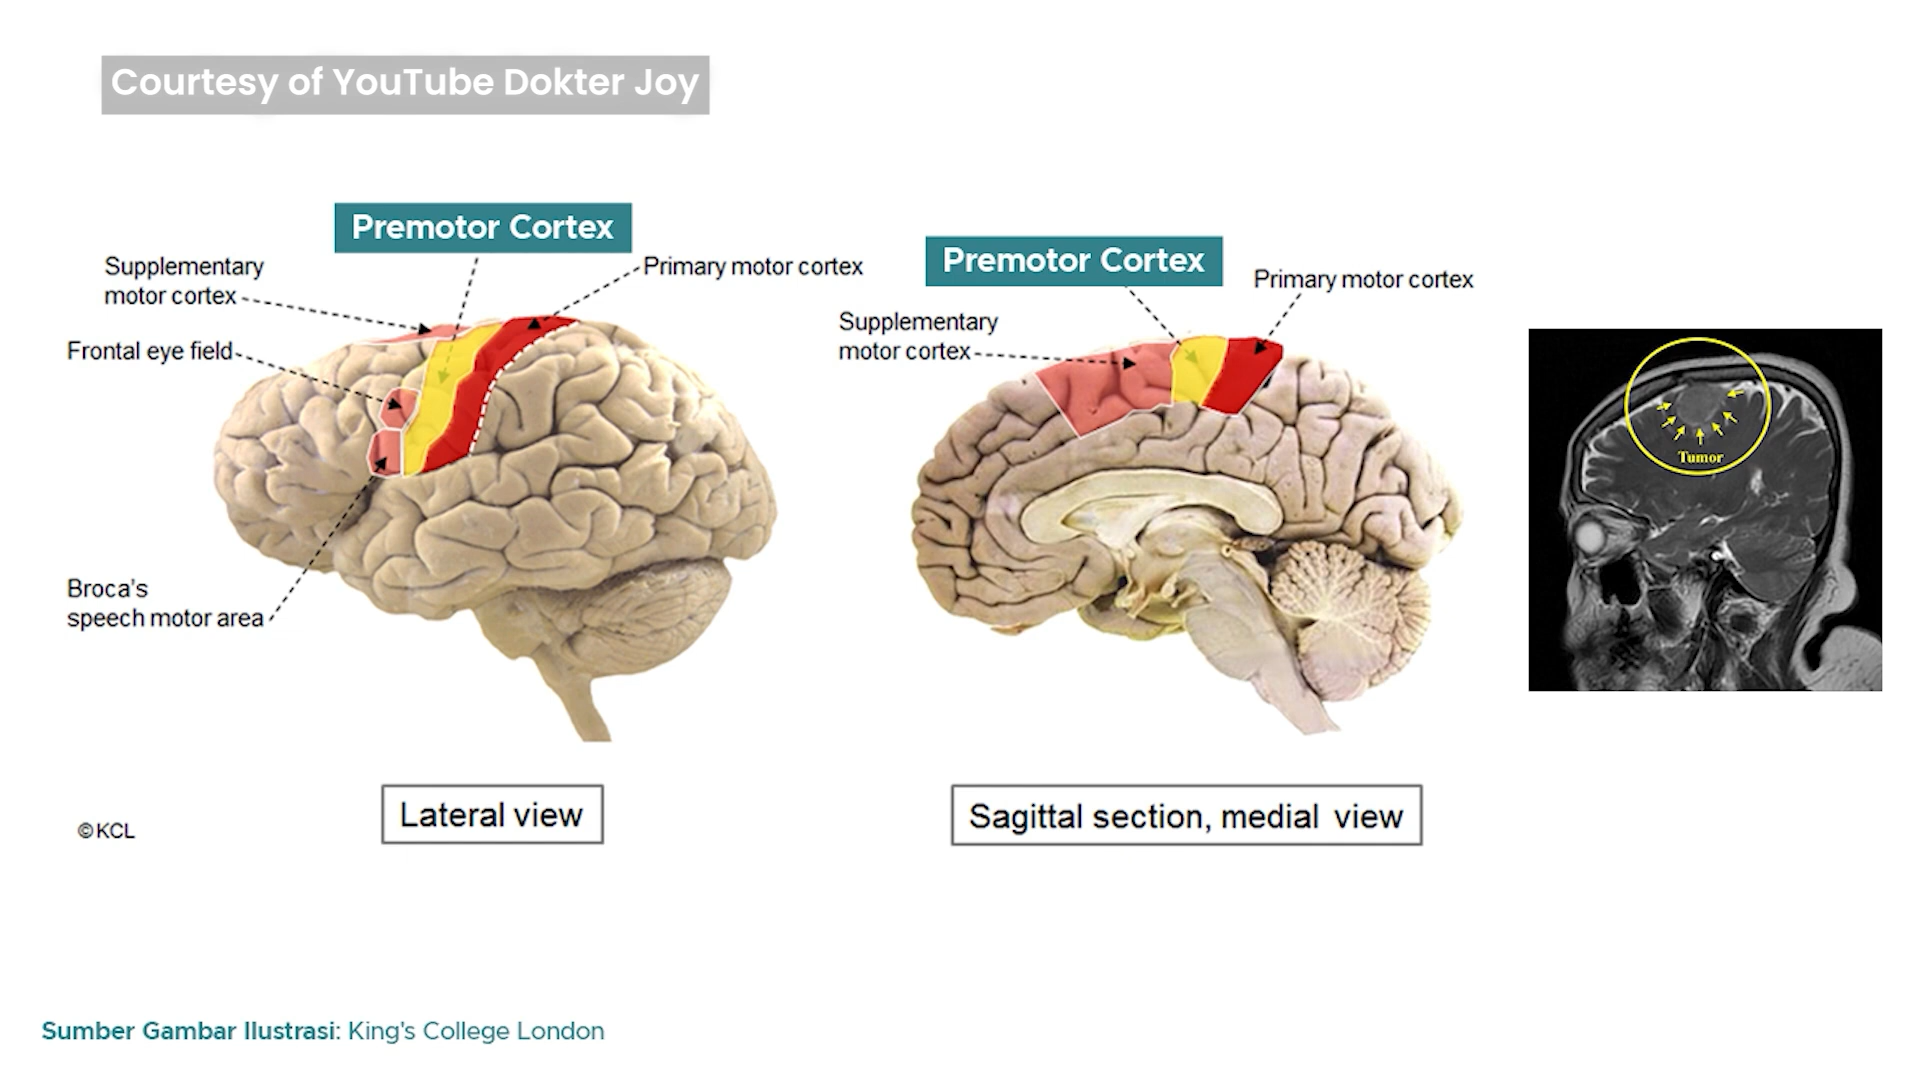 Courtesy of YouTube Dokter Joy
Premotor Cortex
Supplementary
motor cortex
Primary motor cortex
Frontal eye field
Broca's
speech motor area
Lateral view
©KCL
Premotor Cortex
Primary motor cortex
Supplementary
motor cortex
Sagittal section, medial view
Tumor
Sumber Gambar Ilustrasi: King's College London